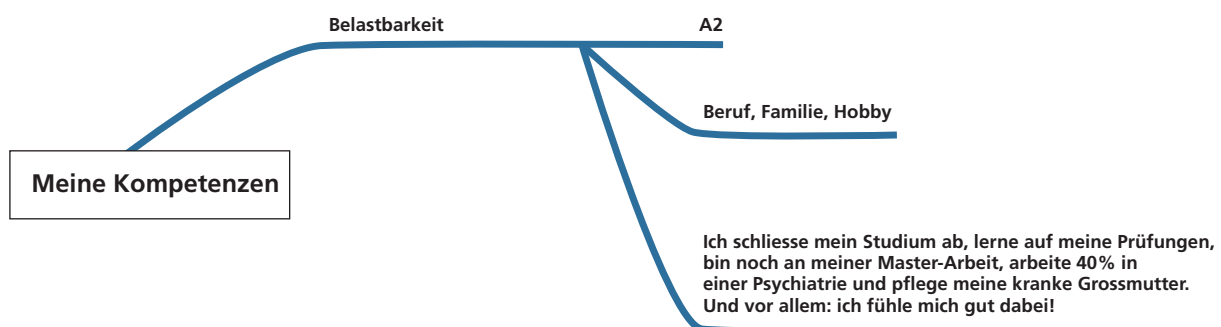 Belastbarkeit
A2
Beruf, Familie, Hobby
Meine Kompetenzen
Ich schliesse mein Studium ab, lerne auf meine Prüfungen,
bin noch an meiner Master-Arbeit, arbeite 40% in
einer Psychiatrie und pflege meine kranke Grossmutter.
Und vor allem: ich fühle mich gut dabei!